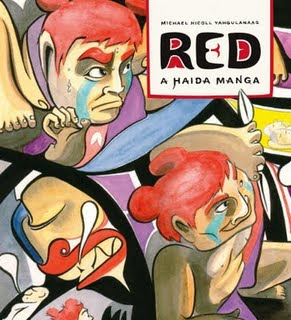 MICHAEL NICOLL YAHGULANAAS
RED
A HAIDA MANGA